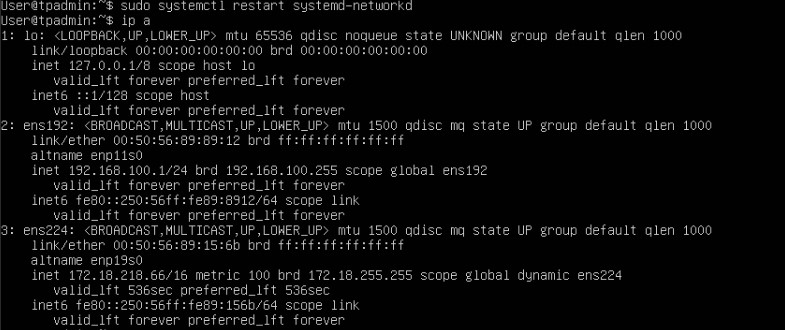 User@tpadmin:~$ sudo systemctl restart systemd-networkd
User@tpadmin:~$ ip a
1: lo: <LOOPBACK,UP,LOWER_UP> mtu 65536 qdisc noqueue state UNKNOWN group default qlen 1000
    link/loopback 00:00:00:00:00:00 brd 00:00:00:00:00:00
    inet 127.0.0.1/8 scope host lo
       valid_lft forever preferred_lft forever
    inet6 ::1/128 scope host
       valid_lft forever preferred_lft forever
2: ens192: <BROADCAST,MULTICAST,UP,LOWER_UP> mtu 1500 qdisc mq state UP group default qlen 1000
    link/ether 00:50:56:89:89:12 brd ff:ff:ff:ff:ff:ff
    altname enp11s0
    inet 192.168.100.1/24 brd 192.168.100.255 scope global ens192
       valid_lft forever preferred_lft forever
    inet6 fe80::250:56ff:fe89:8912/64 scope link
       valid_lft forever preferred_lft forever
3: ens224: <BROADCAST,MULTICAST,UP,LOWER_UP> mtu 1500 qdisc mq state UP group default qlen 1000
    link/ether 00:50:56:89:15:6b brd ff:ff:ff:ff:ff:ff
    altname enp19s0
    inet 172.18.218.66/16 metric 100 brd 172.18.255.255 scope global dynamic ens224
       valid_lft 536sec preferred_lft 536sec
    inet6 fe80::250:56ff:fe89:156b/64 scope link
       valid_lft forever preferred_lft forever